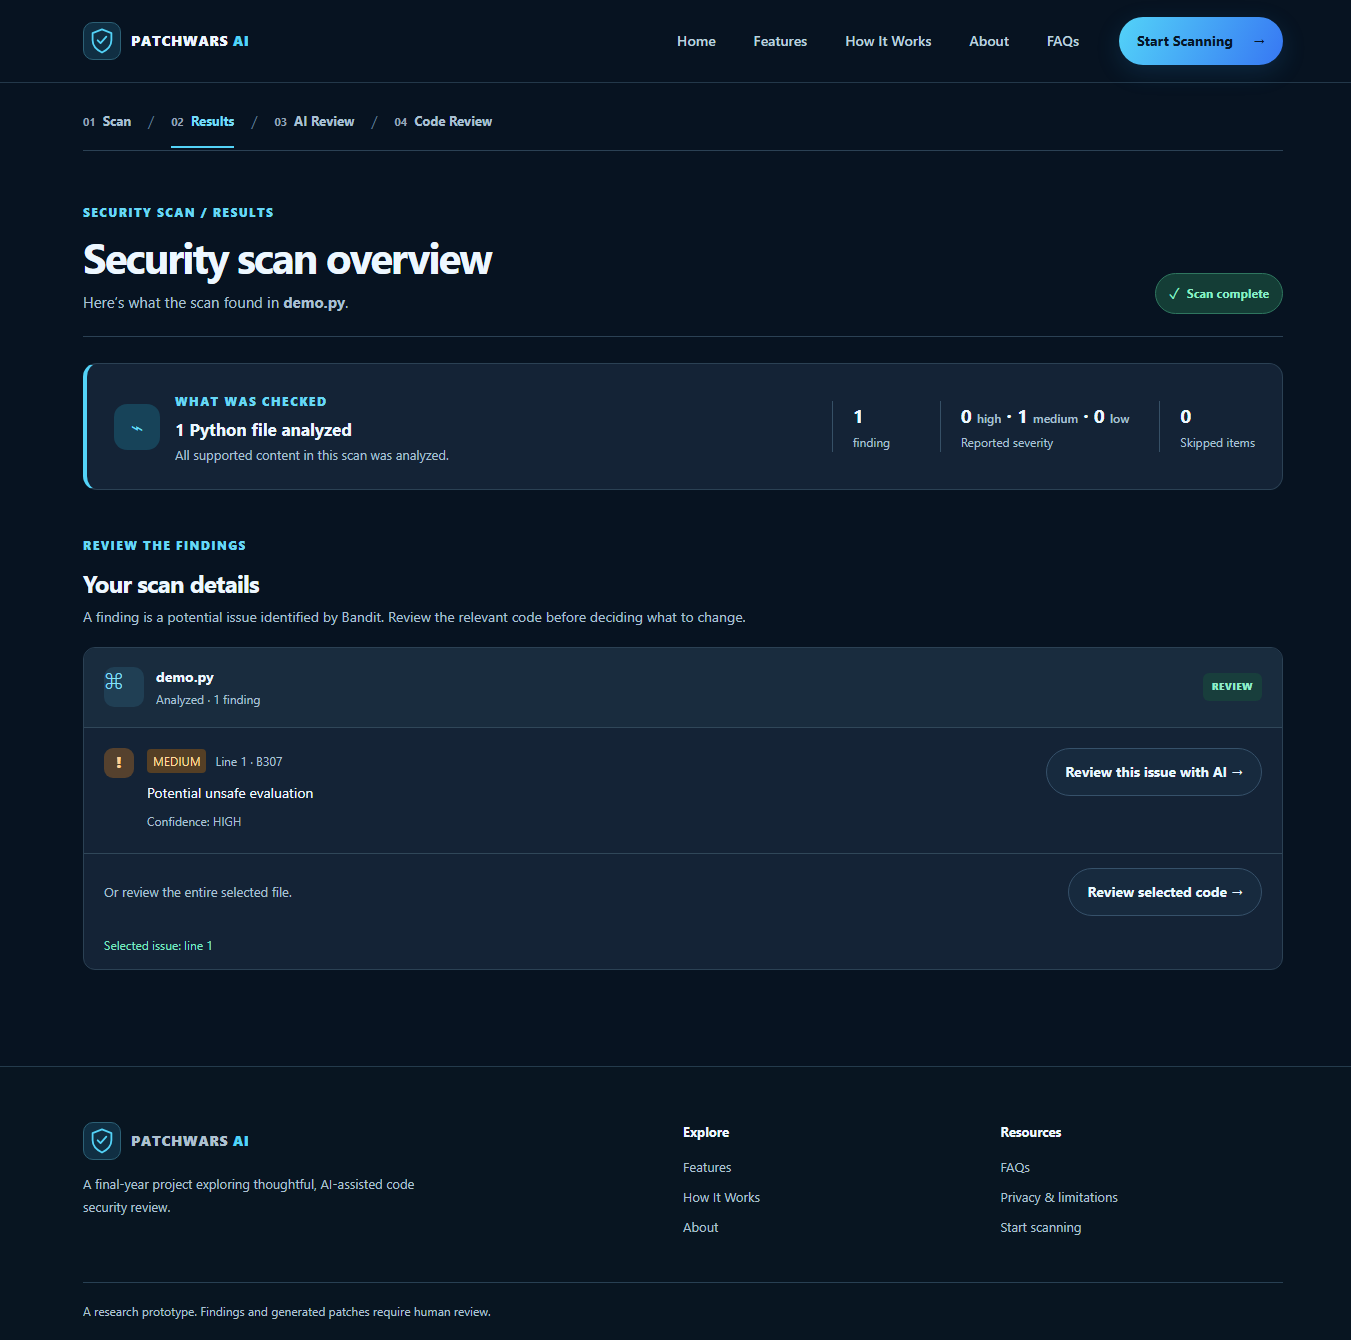 PATCHWARS AI
Home Features How It Works About FAQs Start Scanning →
01 Scan / 02 Results / 03 AI Review / 04 Code Review
SECURITY SCAN / RESULTS
Security scan overview
Here's what the scan found in demo.py.
✓ Scan complete
WHAT WAS CHECKED
1 Python file analyzed
All supported content in this scan was analyzed.
1
finding
0 high · 1 medium · 0 low
Reported severity
0
Skipped items
REVIEW THE FINDINGS
Your scan details
A finding is a potential issue identified by Bandit. Review the relevant code before deciding what to change.
⌘ demo.py
Analyzed · 1 finding
REVIEW
! MEDIUM Line 1 · B307
Potential unsafe evaluation
Confidence: HIGH
Review this issue with AI →
Or review the entire selected file.
Review selected code →
Selected issue: line 1
PATCHWARS AI
A final-year project exploring thoughtful, AI-assisted code
security review.
Explore
Features
How It Works
About
Resources
FAQs
Privacy & limitations
Start scanning
A research prototype. Findings and generated patches require human review.